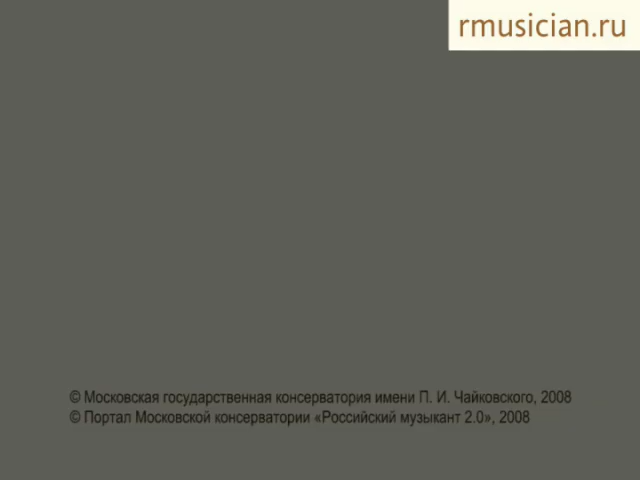 rmusician.ru
© Московская государственная консерватория имени П. И. Чайковского, 2008
© Портал Московской консерватории «Российский музыкант 2.0», 2008